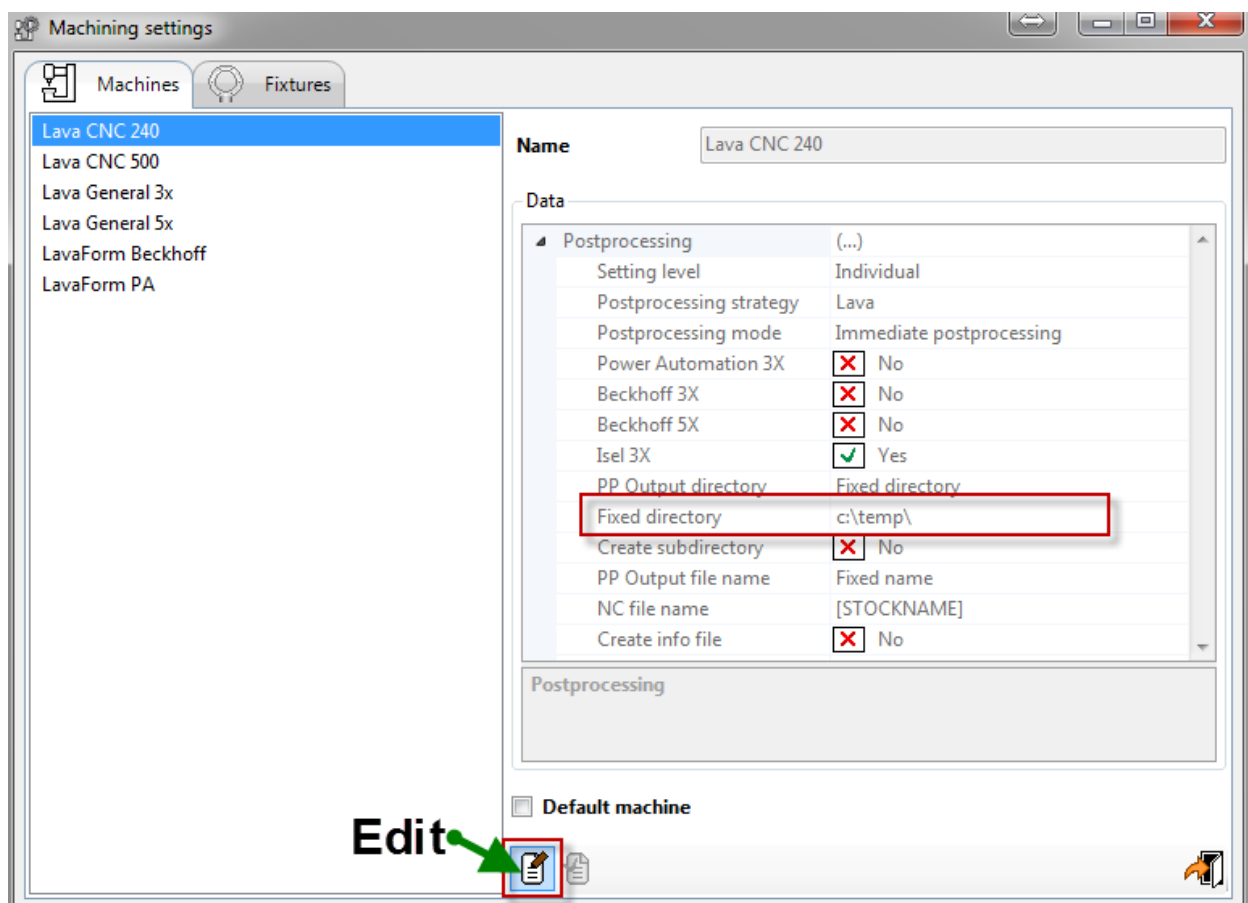 Machining settings
Machines Fixtures
Lava CNC 240
Lava CNC 500
Lava General 3x
Lava General 5x
LavaForm Beckhoff
LavaForm PA
Name Lava CNC 240
Data
Postprocessing (...)
Setting level Individual
Postprocessing strategy Lava
Postprocessing mode Immediate postprocessing
Power Automation 3X No
Beckhoff 3X No
Beckhoff 5X No
Isel 3X Yes
PP Output directory Fixed directory
Fixed directory c:\temp\
Create subdirectory No
PP Output file name Fixed name
NC file name [STOCKNAME]
Create info file No
Postprocessing
Default machine
Edit